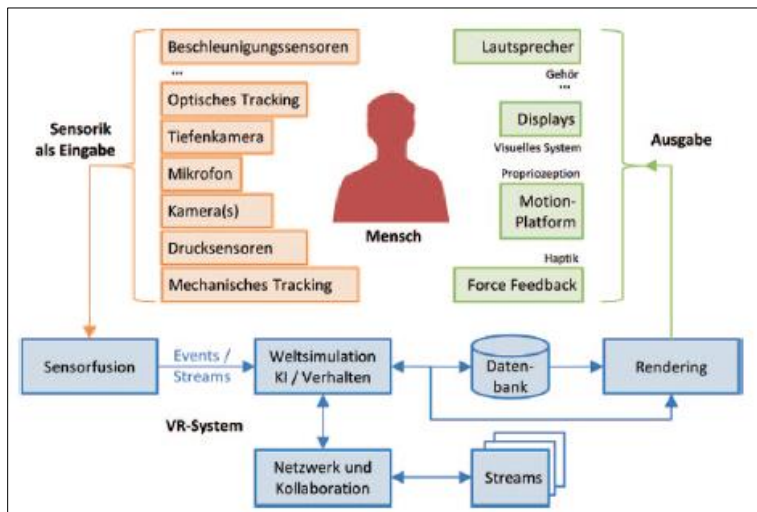 Beschleunigungssensoren
...
Optisches Tracking
Tiefenkamera
Mikrofon
Kamera(s)
Drucksensoren
Mechanisches Tracking
Sensorik
als Eingabe
Mensch
Lautsprecher
Gehör
...
Displays
Visuelles System
Propriozeption
Motion-
Platform
Haptik
Force Feedback
Ausgabe
Sensorfusion
Events /
Streams
Weltsimulation
KI / Verhalten
Daten-
bank
Rendering
VR-System
Netzwerk und
Kollaboration
Streams